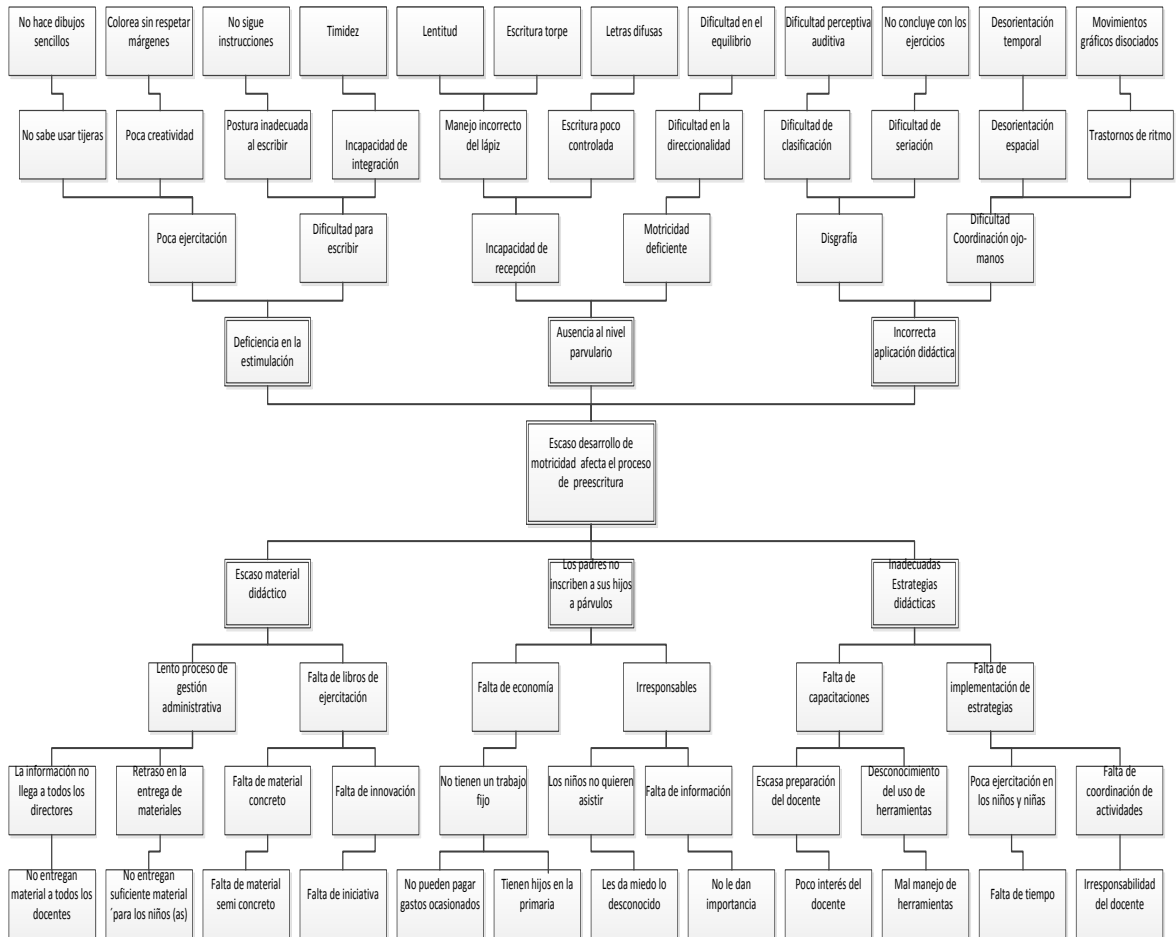 No hace dibujos
sencillos
Colorea sin respetar
márgenes
No sigue
instrucciones
Timidez
Lentitud
Escritura torpe
Letras difusas
Dificultad en el
equilibrio
Dificultad perceptiva
auditiva
No concluye con los
ejercicios
Desorientación
temporal
Movimientos
gráficos disociados
No sabe usar tijeras
Poca creatividad
Postura inadecuada
al escribir
Incapacidad de
integración
Manejo incorrecto
del lápiz
Escritura poco
controlada
Dificultad en la
direccionalidad
Dificultad de
clasificación
Dificultad de
seriación
Desorientación
espacial
Trastornos de ritmo
Poca ejercitación
Dificultad para
escribir
Incapacidad de
recepción
Motricidad
deficiente
Disgrafía
Dificultad
Coordinación ojo-
manos
Deficiencia en la
estimulación
Ausencia al nivel
parvulario
Incorrecta
aplicación didáctica
Escaso desarrollo de
motricidad afecta el proceso
de preescritura
Escaso material
didáctico
Los padres no
inscriben a sus hijos
a párvulos
Inadecuadas
Estrategias
didácticas
Lento proceso de
gestión
administrativa
Falta de libros de
ejercitación
Falta de economía
Irresponsables
Falta de
capacitaciones
Falta de
implementación de
estrategias
La información no
llega a todos los
directores
Retraso en la
entrega de
materiales
Falta de material
concreto
Falta de innovación
No tienen un trabajo
fijo
Los niños no quieren
asistir
Falta de información
Escasa preparación
del docente
Desconocimiento
del uso de
herramientas
Poca ejercitación en
los niños y niñas
Falta de
coordinación de
actividades
No entregan
material a todos los
docentes
No entregan
suficiente material
´para los niños (as)
Falta de material
semi concreto
Falta de iniciativa
No pueden pagar
gastos ocasionados
Tienen hijos en la
primaria
Les da miedo lo
desconocido
No le dan
importancia
Poco interés del
docente
Mal manejo de
herramientas
Falta de tiempo
Irresponsabilidad
del docente